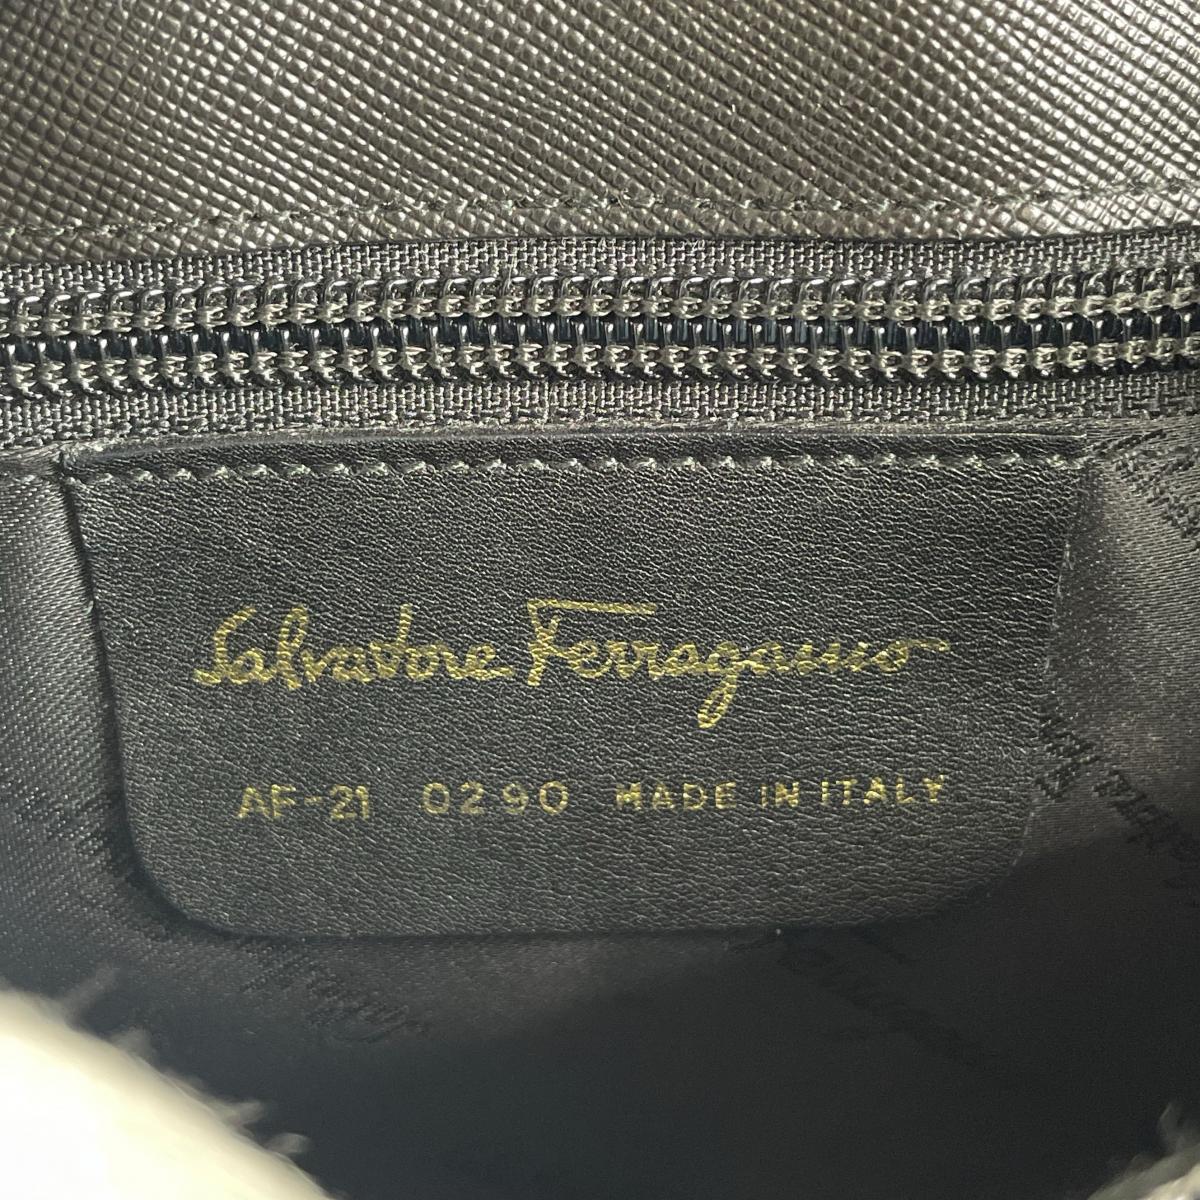 Salvatore Ferragamo
AF-21 0290 MADE IN ITALY